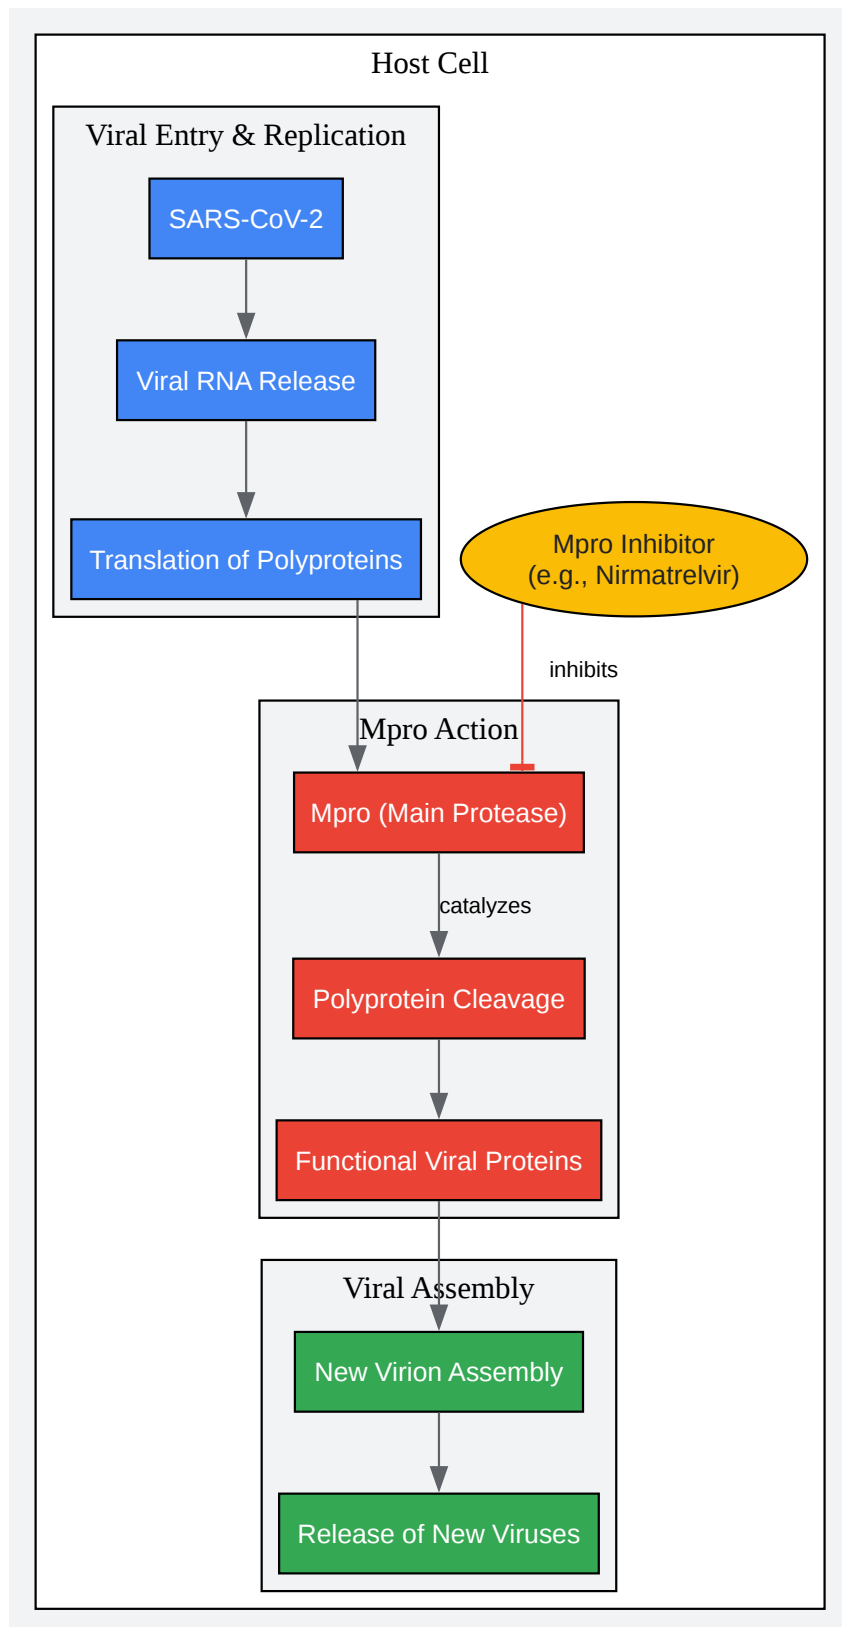 Host Cell
Viral Entry & Replication
SARS-CoV-2
Viral RNA Release
Translation of Polyproteins
Mpro Inhibitor
(e.g., Nirmatrelvir)
inhibits
Mpro Action
Mpro (Main Protease)
catalyzes
Polyprotein Cleavage
Functional Viral Proteins
Viral Assembly
New Virion Assembly
Release of New Viruses